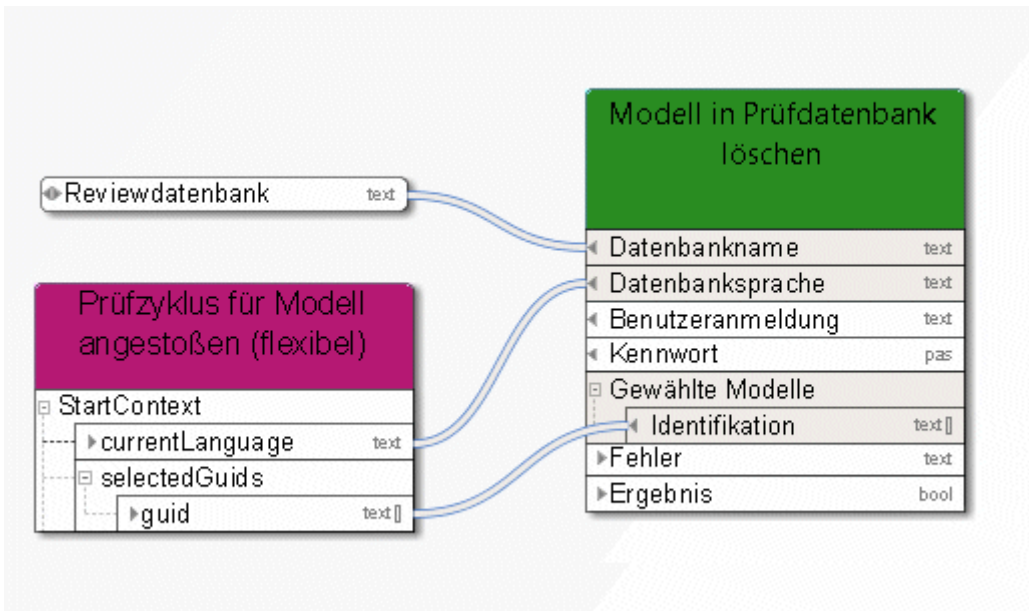 Reviewdatenbank text
Prüfzyklus für Modell
angestoßen (flexibel)
StartContext
currentLanguage text
selectedGuids
guid text[]
Modell in Prüfdatenbank
löschen
Datenbankname text
Datenbanksprache text
Benutzeranmeldung text
Kennwort pas
Gewählte Modelle
Identifikation text[]
Fehler text
Ergebnis bool